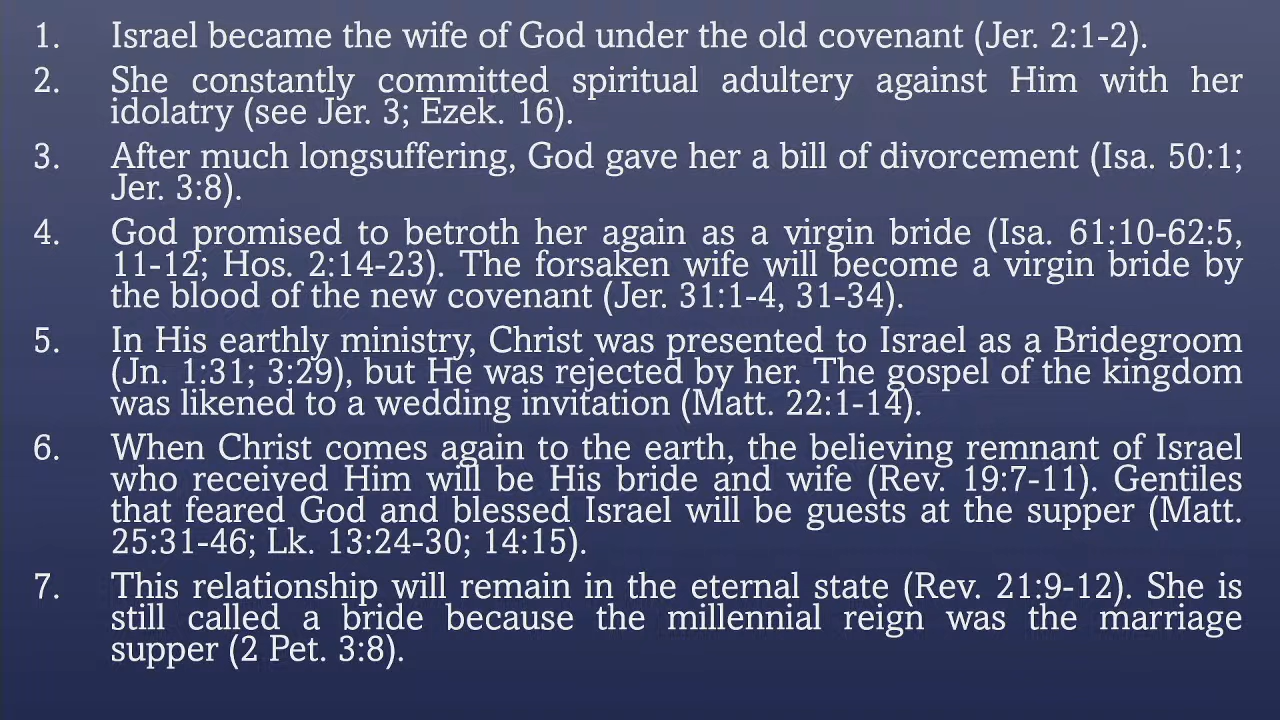 1. Israel became the wife of God under the old covenant (Jer. 2:1-2).
2. She constantly committed spiritual adultery against Him with her
idolatry (see Jer. 3; Ezek. 16).
3. After much longsuffering, God gave her a bill of divorcement (Isa. 50:1;
Jer. 3:8).
4. God promised to betroth her again as a virgin bride (Isa. 61:10-62:5,
11-12; Hos. 2:14-23). The forsaken wife will become a virgin bride by
the blood of the new covenant (Jer. 31:1-4, 31-34).
5. In His earthly ministry, Christ was presented to Israel as a Bridegroom
(Jn. 1:31; 3:29), but He was rejected by her. The gospel of the kingdom
was likened to a wedding invitation (Matt. 22:1-14).
6. When Christ comes again to the earth, the believing remnant of Israel
who received Him will be His bride and wife (Rev. 19:7-11). Gentiles
that feared God and blessed Israel will be guests at the supper (Matt.
25:31-46; Lk. 13:24-30; 14:15).
7. This relationship will remain in the eternal state (Rev. 21:9-12). She is
still called a bride because the millennial reign was the marriage
supper (2 Pet. 3:8).